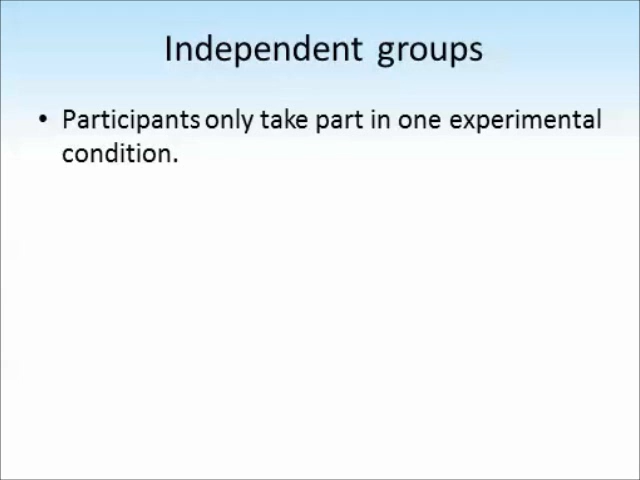 Independent groups
• Participants only take part in one experimental
condition.